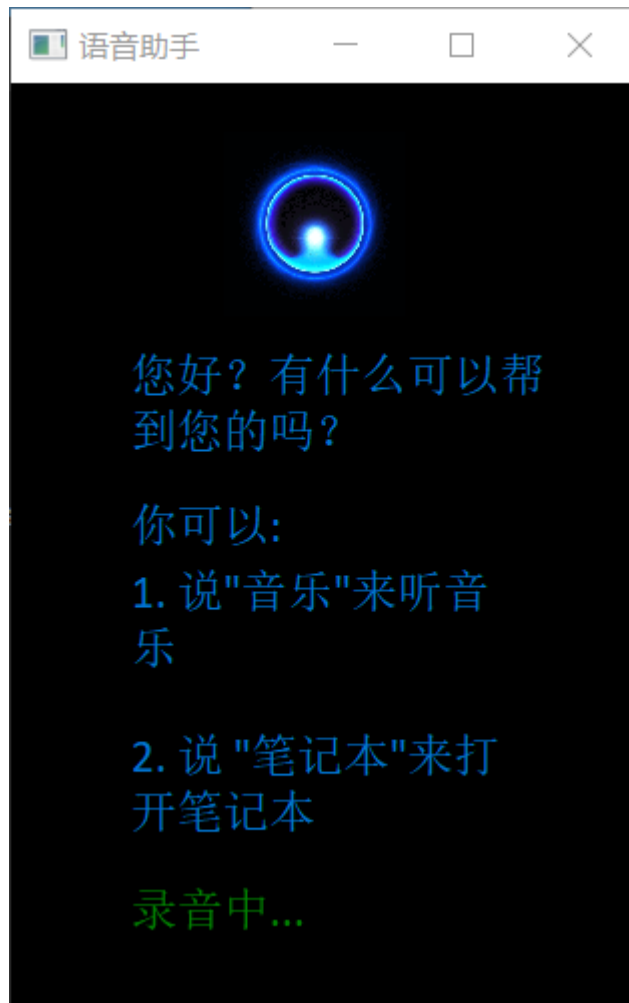 语音助手
您好？有什么可以帮
到您的吗？
你可以:
1. 说"音乐"来听音
乐
2. 说 "笔记本"来打
开笔记本
录音中...